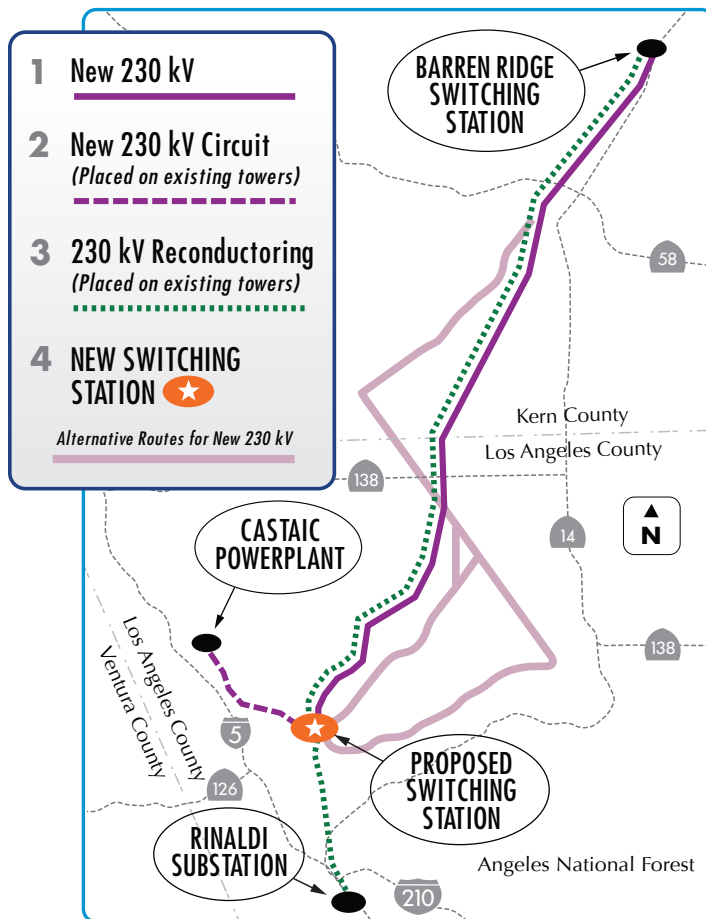 1 New 230 kV
2 New 230 kV Circuit
(Placed on existing towers)
3 230 kV Reconductoring
(Placed on existing towers)
4 NEW SWITCHING
STATION
Alternative Routes for New 230 kV
BARREN RIDGE
SWITCHING
STATION
58
Kern County
Los Angeles County
138
14
N
CASTAIC
POWERPLANT
138
Los Angeles County
Ventura County
5
126
PROPOSED
SWITCHING
STATION
RINALDI
SUBSTATION
Angeles National Forest
210